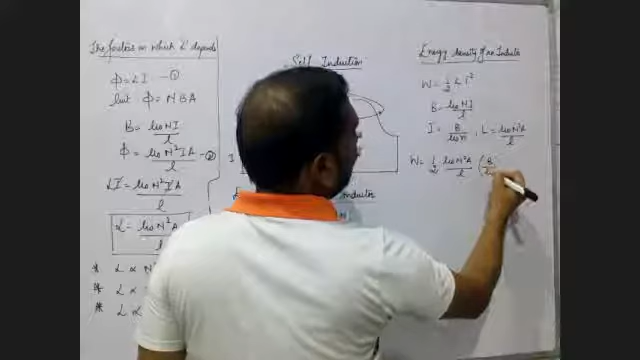 The factors on which L depends
Φ = LI - ①
but Φ = NBA
B = μ₀NI / l
Φ = μ₀N²IA / l - ②
LI = μ₀N²IA / l
L = μ₀N²A / l
* L ∝ N
* L ∝
* L ∝
Self Induction
I
Inductor
Energy density of an Inductor
W = 1/2 L I²
B = μ₀NI / l
I = B / μ₀n , L = μ₀N²A / l
W = 1/2 μ₀N²A / l ( B /